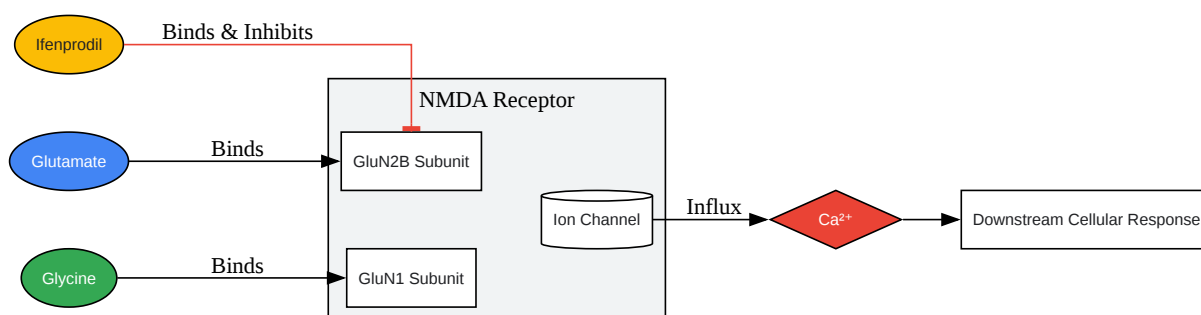 Ifenprodil
Binds & Inhibits
NMDA Receptor
Glutamate
Binds
GluN2B Subunit
Ion Channel
Influx
Ca²⁺
Downstream Cellular Response
Glycine
Binds
GluN1 Subunit